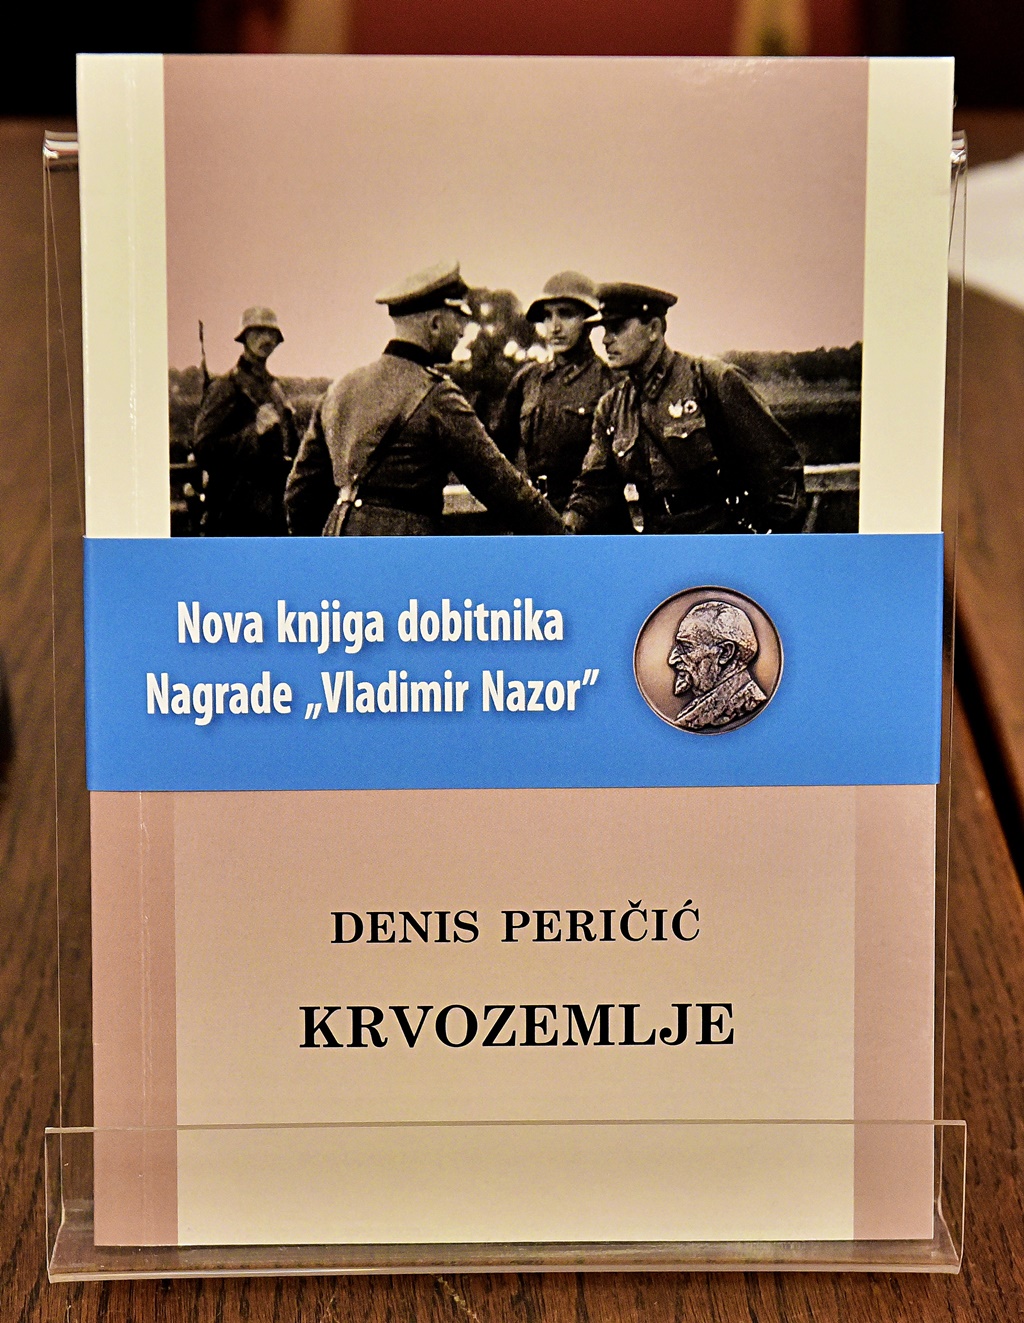 Nova knjiga dobitnika
Nagrade „Vladimir Nazor”
DENIS PERIČIĆ
KRVOZEMLJE